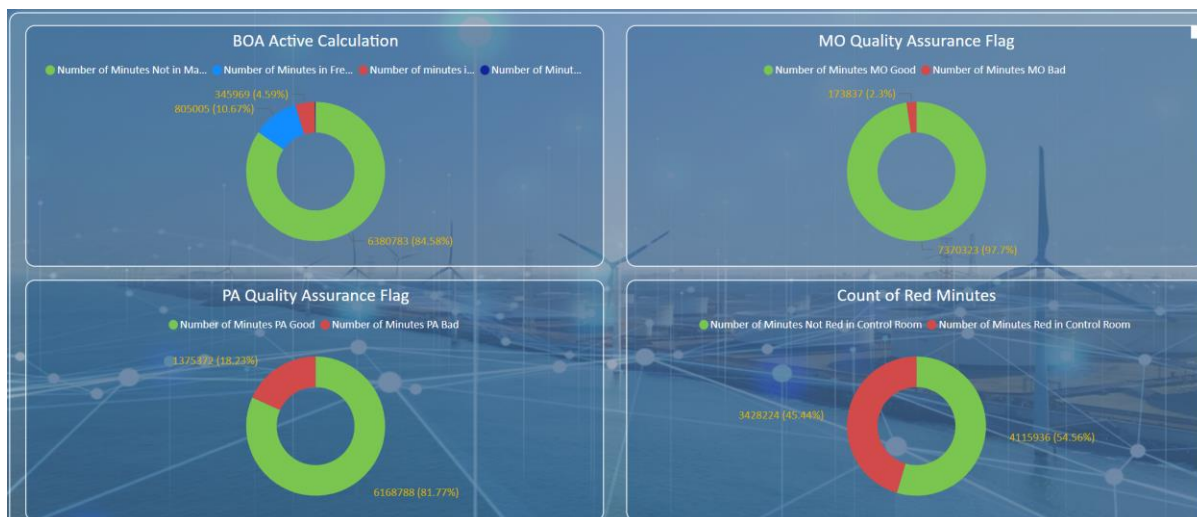 BOA Active Calculation
Number of Minutes Not in Ma... Number of Minutes in Fre... Number of minutes i... Number of Minut...
345969 (4.59%)
805005 (10.67%)
6380783 (84.58%)
MO Quality Assurance Flag
Number of Minutes MO Good Number of Minutes MO Bad
173837 (2.3%)
7370323 (97.7%)
PA Quality Assurance Flag
Number of Minutes PA Good Number of Minutes PA Bad
1375372 (18.23%)
6168788 (81.77%)
Count of Red Minutes
Number of Minutes Not Red in Control Room Number of Minutes Red in Control Room
3428224 (45.44%)
4115936 (54.56%)